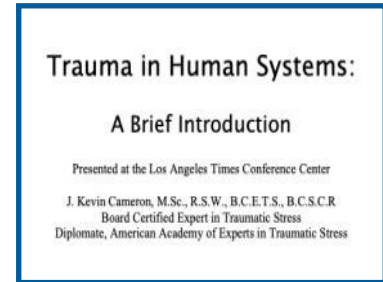 Trauma in Human Systems:
A Brief Introduction
Presented at the Los Angeles Times Conference Center
J. Kevin Cameron, M.Sc., R.S.W., B.C.E.T.S., B.C.S.C.R
Board Certified Expert in Traumatic Stress
Diplomate, American Academy of Experts in Traumatic Stress